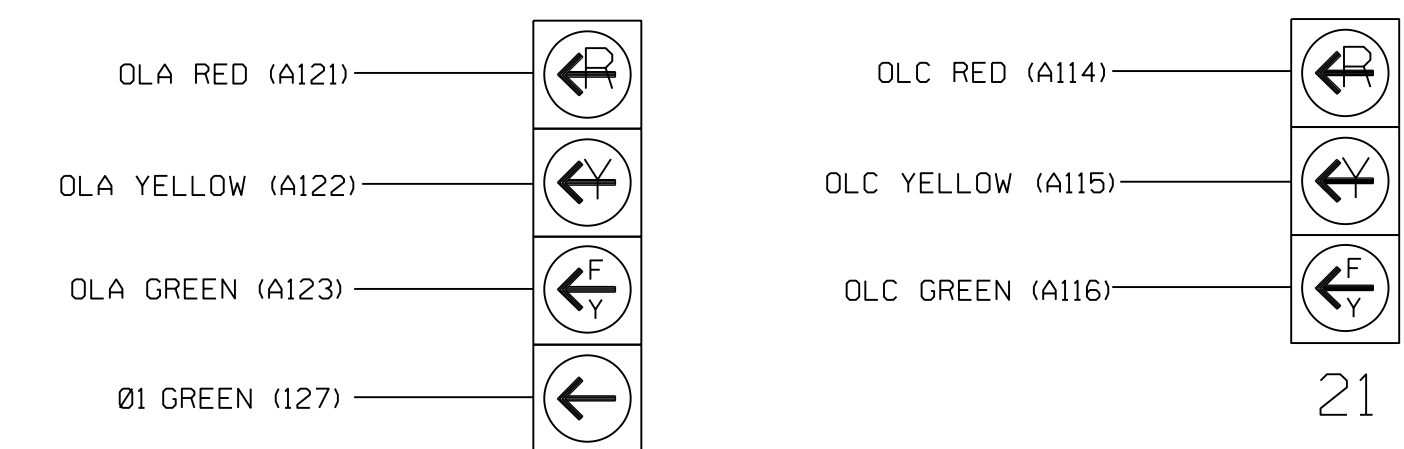 OLA RED (A121)
R
OLA YELLOW (A122)
Y
OLA GREEN (A123)
F
Y
Ø1 GREEN (127)
OLC RED (A114)
R
OLC YELLOW (A115)
Y
OLC GREEN (A116)
F
Y
21